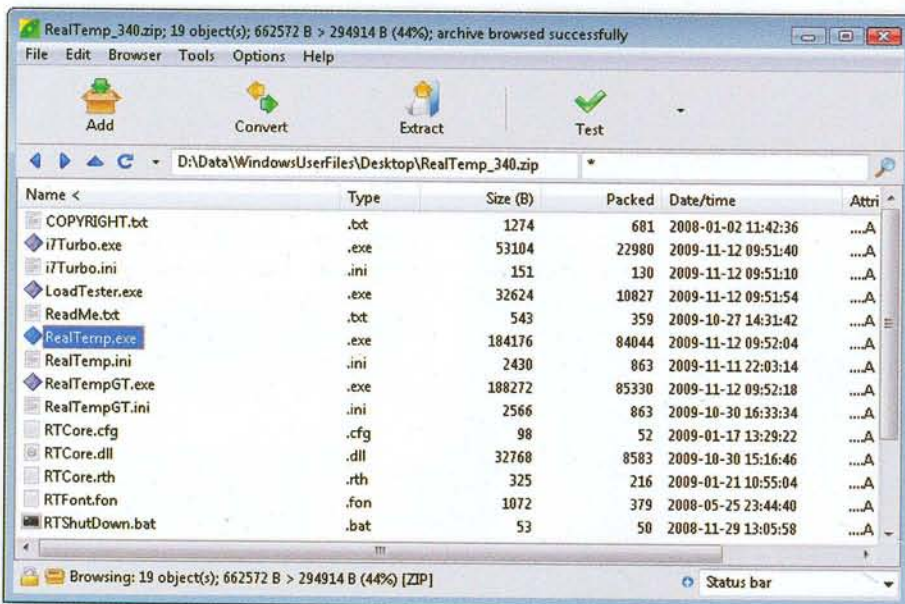 RealTemp_340.zip; 19 object(s); 662572 B > 294914 B (44%); archive browsed successfully
File Edit Browser Tools Options Help
Add Convert Extract Test
D:\Data\WindowsUserFiles\Desktop\RealTemp_340.zip *
Name < Type Size (B) Packed Date/time Attri
COPYRIGHT.txt .txt 1274 681 2008-01-02 11:42:36 ....A
i7Turbo.exe .exe 53104 22980 2009-11-12 09:51:40 ....A
i7Turbo.ini .ini 151 130 2009-11-12 09:51:10 ....A
LoadTester.exe .exe 32624 10827 2009-11-12 09:51:54 ....A
ReadMe.txt .txt 543 359 2009-10-27 14:31:42 ....A
RealTemp.exe .exe 184176 84044 2009-11-12 09:52:04 ....A
RealTemp.ini .ini 2430 863 2009-11-11 22:03:14 ....A
RealTempGT.exe .exe 188272 85330 2009-11-12 09:52:18 ....A
RealTempGT.ini .ini 2566 863 2009-10-30 16:33:34 ....A
RTCore.cfg .cfg 98 52 2009-01-17 13:29:22 ....A
RTCore.dll .dll 32768 8583 2009-10-30 15:16:46 ....A
RTCore.rth .rth 325 216 2009-01-21 10:55:04 ....A
RTFont.fon .fon 1072 379 2008-05-25 23:44:40 ....A
RTShutDown.bat .bat 53 50 2008-11-29 13:05:58 ....A
Browsing: 19 object(s); 662572 B > 294914 B (44%) [ZIP] Status bar